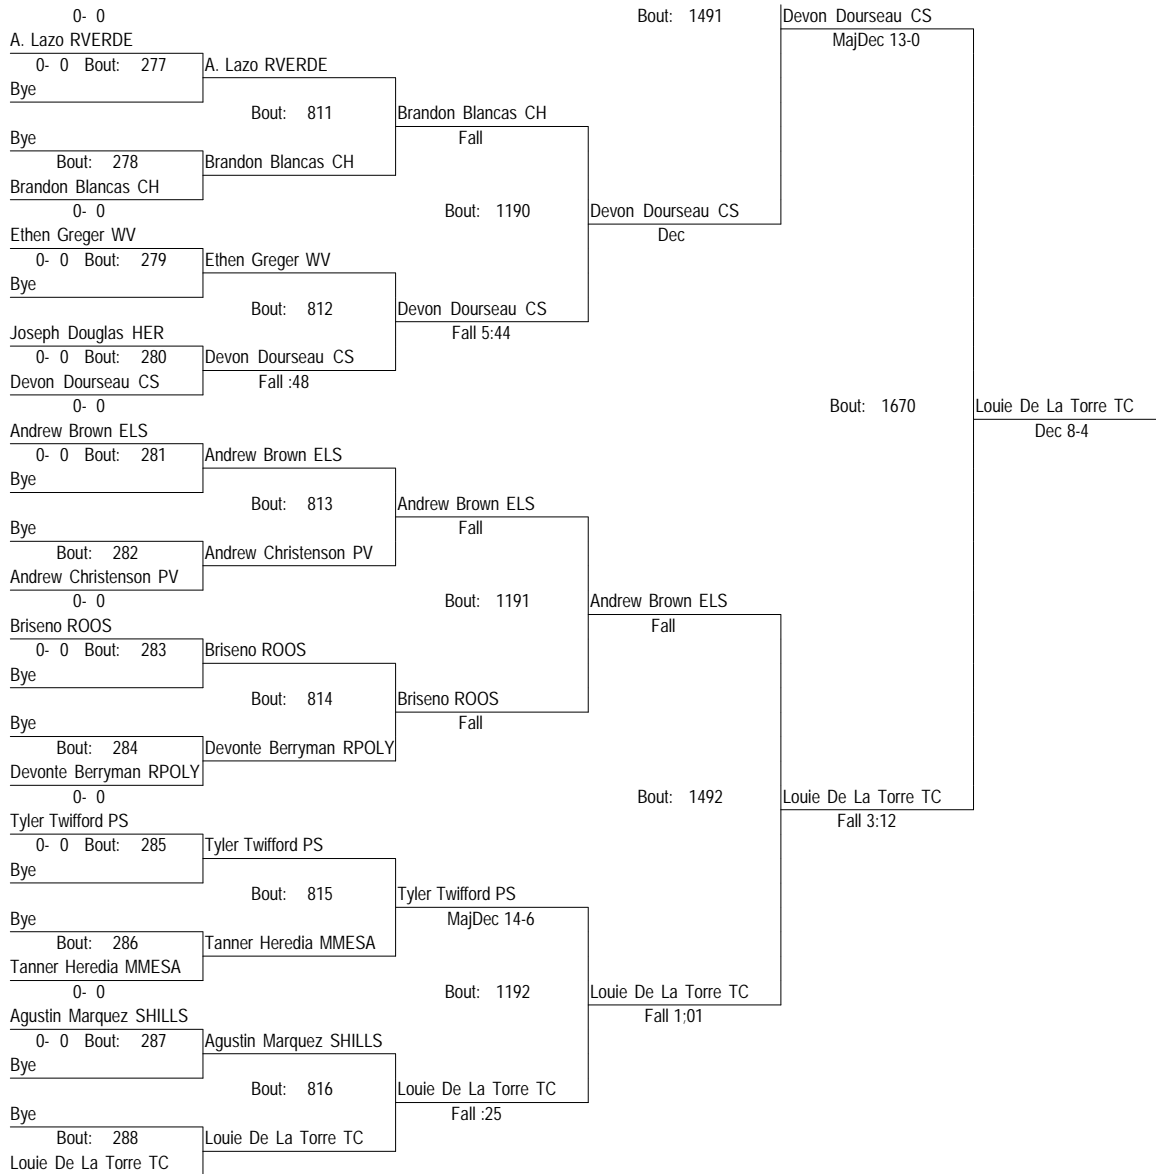 0- 0 Bout: 1491 Devon Dourseau CS
A. Lazo RVERDE MajDec 13-0
0- 0 Bout: 277 A. Lazo RVERDE
Bye
Bout: 811 Brandon Blancas CH
Bye Fall
Bout: 278 Brandon Blancas CH
Brandon Blancas CH
0- 0 Bout: 1190 Devon Dourseau CS
Ethen Greger WV Dec
0- 0 Bout: 279 Ethen Greger WV
Bye
Bout: 812 Devon Dourseau CS
Joseph Douglas HER Fall 5:44
0- 0 Bout: 280 Devon Dourseau CS
Devon Dourseau CS Fall :48
0- 0 Bout: 1670 Louie De La Torre TC
Andrew Brown ELS Dec 8-4
0- 0 Bout: 281 Andrew Brown ELS
Bye
Bout: 813 Andrew Brown ELS
Bye Fall
Bout: 282 Andrew Christenson PV
Andrew Christenson PV
0- 0 Bout: 1191 Andrew Brown ELS
Briseno ROOS Fall
0- 0 Bout: 283 Briseno ROOS
Bye
Bout: 814 Briseno ROOS
Bye Fall
Bout: 284 Devonte Berryman RPOLY
Devonte Berryman RPOLY
0- 0 Bout: 1492 Louie De La Torre TC
Tyler Twifford PS Fall 3:12
0- 0 Bout: 285 Tyler Twifford PS
Bye
Bout: 815 Tyler Twifford PS
Bye MajDec 14-6
Bout: 286 Tanner Heredia MMESA
Tanner Heredia MMESA
0- 0 Bout: 1192 Louie De La Torre TC
Agustin Marquez SHILLS Fall 1;01
0- 0 Bout: 287 Agustin Marquez SHILLS
Bye
Bout: 816 Louie De La Torre TC
Bye Fall :25
Bout: 288 Louie De La Torre TC
Louie De La Torre TC